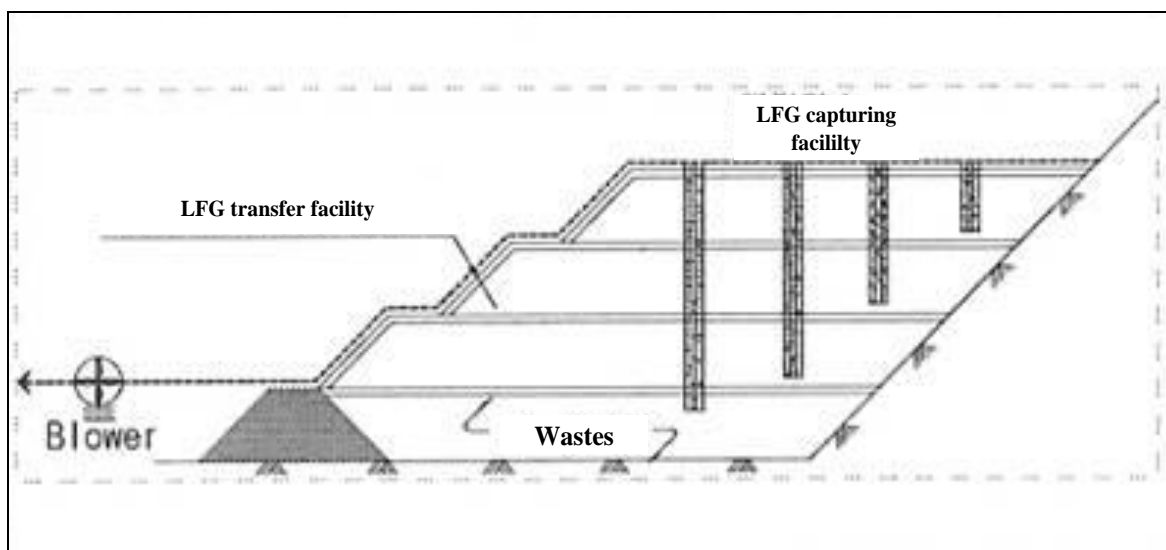 LFG capturing
facililty
LFG transfer facility
Blower
Wastes